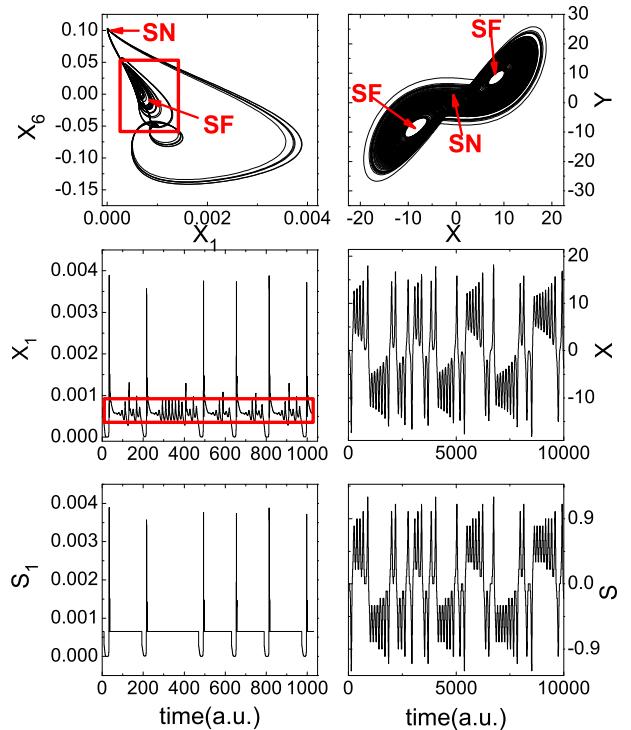 0.10
0.05
0.00
-0.05
-0.10
-0.15
X6
SN
SF
0.000 0.002 0.004
X1
SF
SF
SN
30
20
10
0
-10
-20
-30
Y
-20 -10 0 10 20
X
0.004
0.003
0.002
0.001
0.000
X1
0 200 400 600 800 1000
20
10
0
-10
X
0 5000 10000
0.004
0.003
0.002
0.001
0.000
S1
0 200 400 600 800 1000
time(a.u.)
0.9
0.0
-0.9
S
0 5000 10000
time(a.u.)